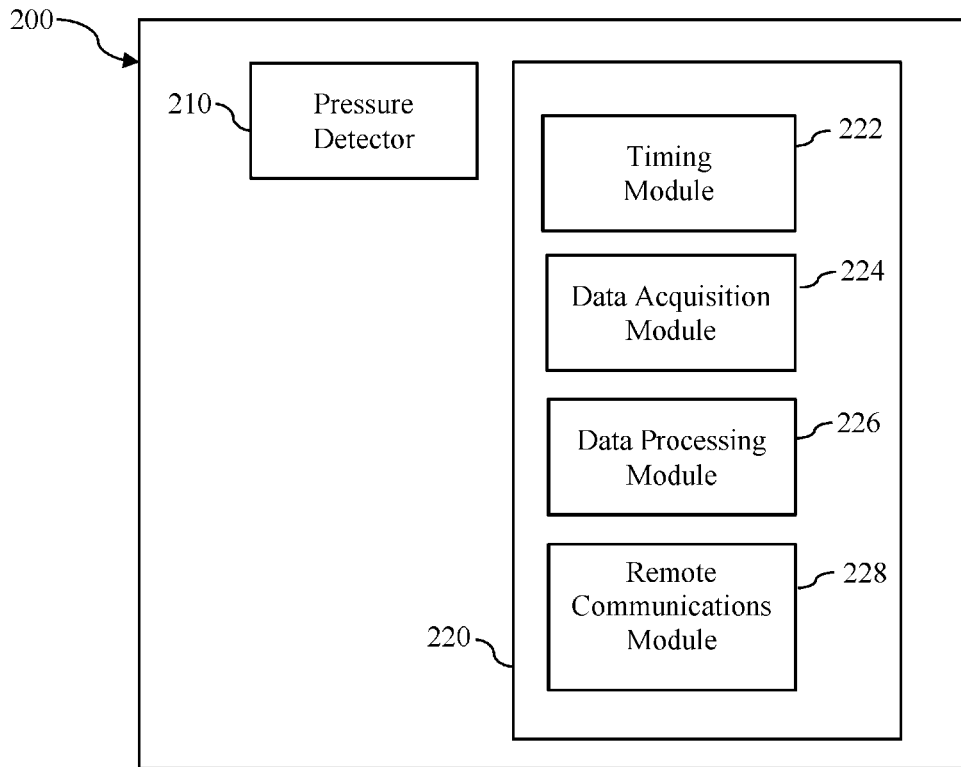 200
210
Pressure
Detector
222
Timing
Module
224
Data Acquisition
Module
226
Data Processing
Module
228
Remote
Communications
Module
220